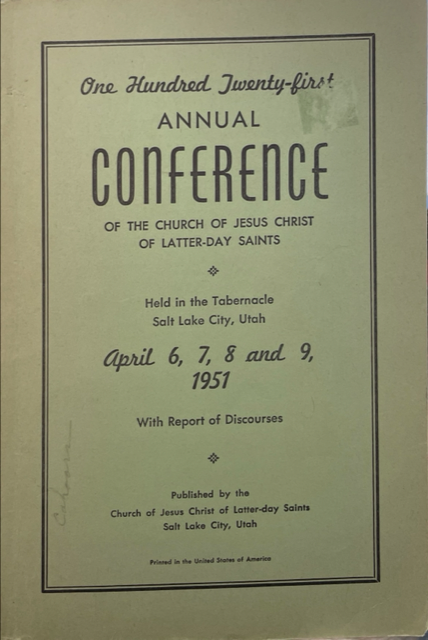 One Hundred Twenty-first
ANNUAL
CONFERENCE
OF THE CHURCH OF JESUS CHRIST
OF LATTER-DAY SAINTS
Held in the Tabernacle
Salt Lake City, Utah
April 6, 7, 8 and 9,
1951
With Report of Discourses
Published by the
Church of Jesus Christ of Latter-day Saints
Salt Lake City, Utah
Printed in the United States of America